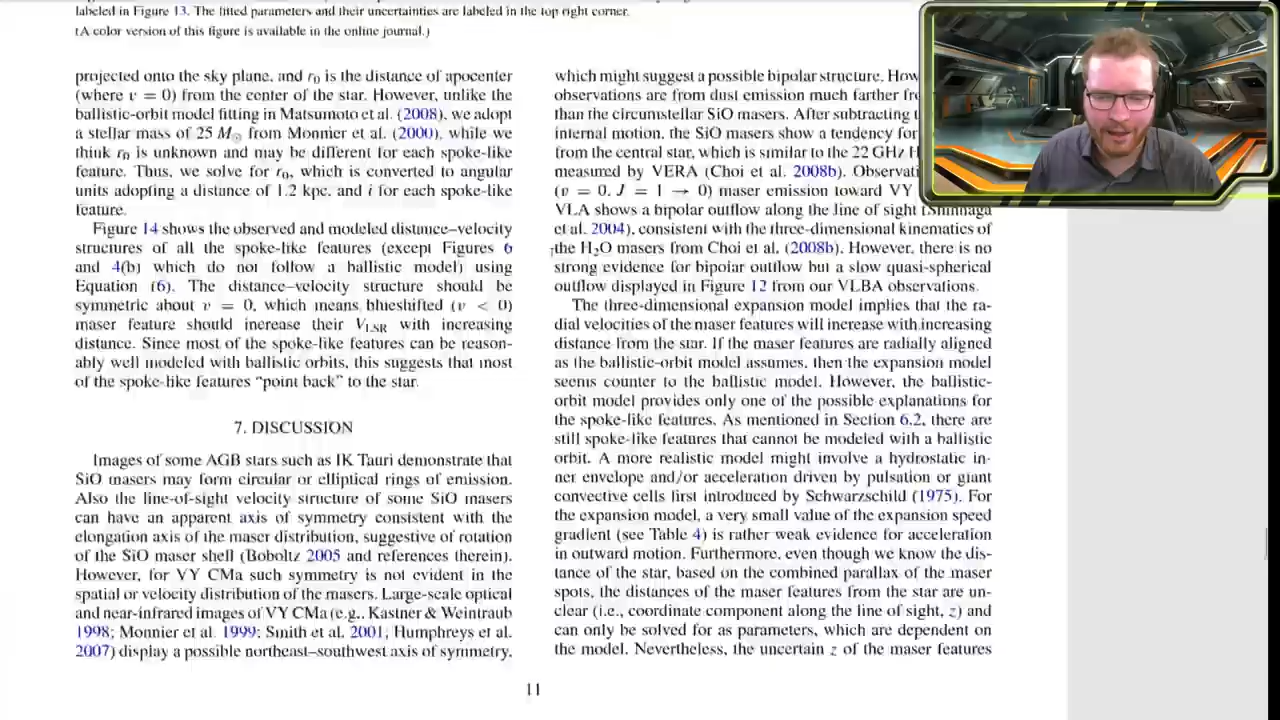 labeled in Figure 13. The fitted parameters and their uncertainties are labeled in the top right corner.
(A color version of this figure is available in the online journal.)
projected onto the sky plane, and r0 is the distance of apocenter
(where v = 0) from the center of the star. However, unlike the
ballistic-orbit model fitting in Matsumoto et al. (2008), we adopt
a stellar mass of 25 M⊙ from Monnier et al. (2000), while we
think r0 is unknown and may be different for each spoke-like
feature. Thus, we solve for r0, which is converted to angular
units adopting a distance of 1.2 kpc, and i for each spoke-like
feature.
Figure 14 shows the observed and modeled distance–velocity
structures of all the spoke-like features (except Figures 6
and 4(b) which do not follow a ballistic model) using
Equation (6). The distance–velocity structure should be
symmetric about v = 0, which means blueshifted (v < 0)
maser feature should increase their VLSR with increasing
distance. Since most of the spoke-like features can be reason-
ably well modeled with ballistic orbits, this suggests that most
of the spoke-like features “point back” to the star.
7. DISCUSSION
Images of some AGB stars such as IK Tauri demonstrate that
SiO masers may form circular or elliptical rings of emission.
Also the line-of-sight velocity structure of some SiO masers
can have an apparent axis of symmetry consistent with the
elongation axis of the maser distribution, suggestive of rotation
of the SiO maser shell (Boboltz 2005 and references therein).
However, for VY CMa such symmetry is not evident in the
spatial or velocity distribution of the masers. Large-scale optical
and near-infrared images of VY CMa (e.g., Kastner & Weintraub
1998; Monnier et al. 1999; Smith et al. 2001; Humphreys et al.
2007) display a possible northeast–southwest axis of symmetry,
which might suggest a possible bipolar structure.
observations are from dust emission much farther
than the circumstellar SiO masers. After subtracting
internal motion, the SiO masers show a tendency for
from the central star, which is similar to the 22 GHz
measured by VERA (Choi et al. 2008b).
(v = 0, J = 1 → 0) maser emission toward VY
VLA shows a bipolar outflow along the line of sight (Shinnaga
et al. 2004), consistent with the three-dimensional kinematics of
the H2O masers from Choi et al. (2008b). However, there is no
strong evidence for bipolar outflow but a slow quasi-spherical
outflow displayed in Figure 12 from our VLBA observations.
The three-dimensional expansion model implies that the ra-
dial velocities of the maser features will increase with increasing
distance from the star. If the maser features are radially aligned
as the ballistic-orbit model assumes, then the expansion model
seems counter to the ballistic model. However, the ballistic-
orbit model provides only one of the possible explanations for
the spoke-like features. As mentioned in Section 6.2, there are
still spoke-like features that cannot be modeled with a ballistic
orbit. A more realistic model might involve a hydrostatic in-
ner envelope and/or acceleration driven by pulsation or giant
convective cells first introduced by Schwarzschild (1975). For
the expansion model, a very small value of the expansion speed
gradient (see Table 4) is rather weak evidence for acceleration
in outward motion. Furthermore, even though we know the dis-
tance of the star, based on the combined parallax of the maser
spots, the distances of the maser features from the star are un-
clear (i.e., coordinate component along the line of sight, z) and
can only be solved for as parameters, which are dependent on
the model. Nevertheless, the uncertain z of the maser features
11